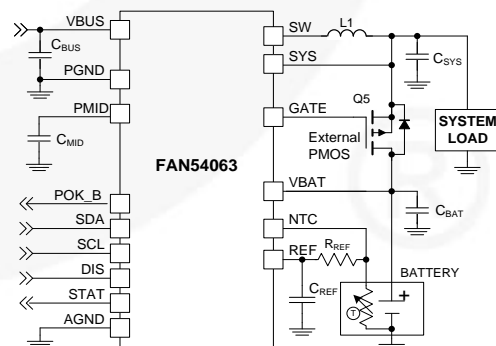 VBUS
CBUS
PGND
PMID
CMID
POK_B
SDA
SCL
DIS
STAT
AGND
FAN54063
SW
SYS
GATE
VBAT
NTC
REF
L1
CSYS
Q5
External
PMOS
SYSTEM
LOAD
CBAT
RREF
CREF
BATTERY
T
+